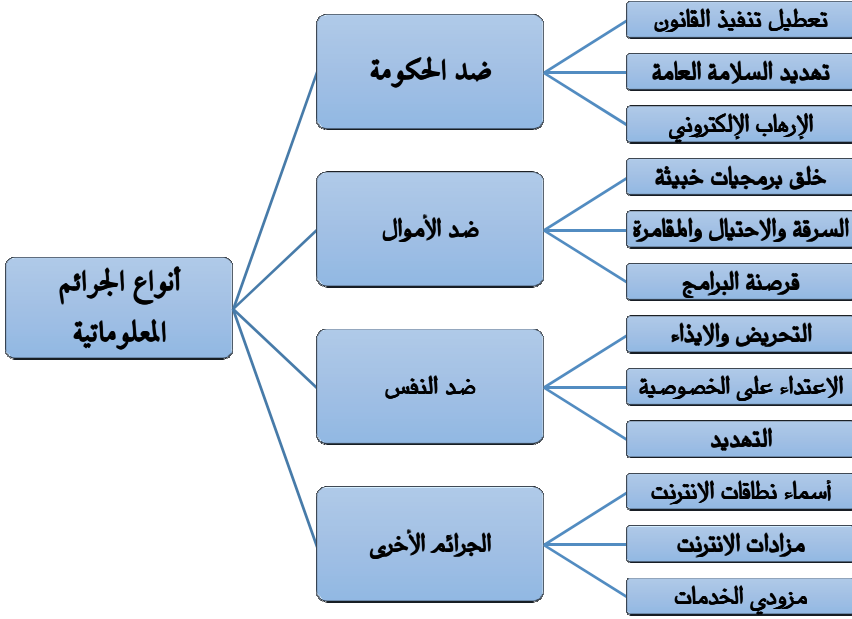 أنواع الجرائم
المعلوماتية
ضد الحكومة
تعطيل تنفيذ القانون
تهديد السلامة العامة
الإرهاب الإلكتروني
ضد الأموال
خلق برمجيات خبيثة
السرقة والاحتيال والمقامرة
قرصنة البرامج
ضد النفس
التحريض والايذاء
الاعتداء على الخصوصية
التهديد
الجرائم الأخرى
أسماء نطاقات الانترنت
مزادات الانترنت
مزودي الخدمات